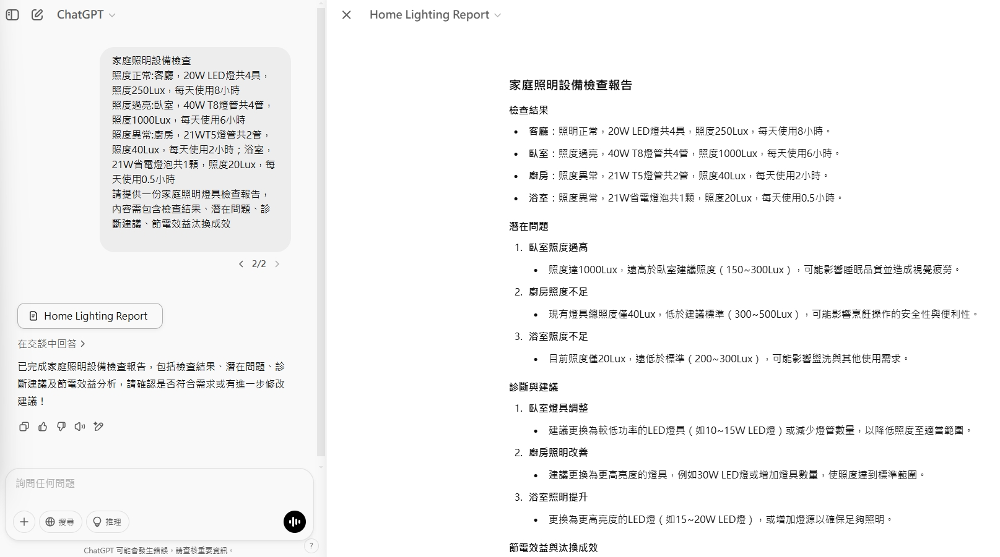 ChatGPT
家庭照明設備檢查
照度正常:客廳，20W LED燈共4具，
照度250Lux，每天使用8小時
照度過亮:臥室，40W T8燈管共4管，
照度1000Lux，每天使用6小時
照度異常:廚房，21WT5燈管共2管，
照度40Lux，每天使用2小時；浴室，
21W省電燈泡共1顆，照度20Lux，每
天使用0.5小時
請提供一份家庭照明燈具檢查報告，
內容需包含檢查結果、潛在問題、診
斷建議、節電效益汰換成效
2/2
Home Lighting Report
在交談中回答
已完成家庭照明設備檢查報告，包括檢查結果、潛在問題、診
斷建議及節電效益分析，請確認是否符合需求或有進一步修改
建議！
詢問任何問題
搜尋
推理
ChatGPT 可能會發生錯誤。請查核重要資訊。
?
Home Lighting Report
家庭照明設備檢查報告
檢查結果
• 客廳：照明正常，20W LED燈共4具，照度250Lux，每天使用8小時。
• 臥室：照度過亮，40W T8燈管共4管，照度1000Lux，每天使用6小時。
• 廚房：照度異常，21W T5燈管共2管，照度40Lux，每天使用2小時。
• 浴室：照度異常，21W省電燈泡共1顆，照度20Lux，每天使用0.5小時。
潛在問題
1. 臥室照度過高
• 照度達1000Lux，遠高於臥室建議照度（150~300Lux），可能影響睡眠品質並造成視覺疲勞。
2. 廚房照度不足
• 現有燈具總照度僅40Lux，低於建議標準（300~500Lux），可能影響烹飪操作的安全性與便利性。
3. 浴室照度不足
• 目前照度僅20Lux，遠低於標準（200~300Lux），可能影響盥洗與其他使用需求。
診斷與建議
1. 臥室燈具調整
• 建議更換為較低功率的LED燈具（如10~15W LED燈）或減少燈管數量，以降低照度至適當範圍。
2. 廚房照明改善
• 建議更換為更高亮度的燈具，例如30W LED燈或增加燈具數量，使照度達到標準範圍。
3. 浴室照明提升
• 更換為更高亮度的LED燈（如15~20W LED燈），或增加燈源以確保足夠照明。
節電效益與汰換成效